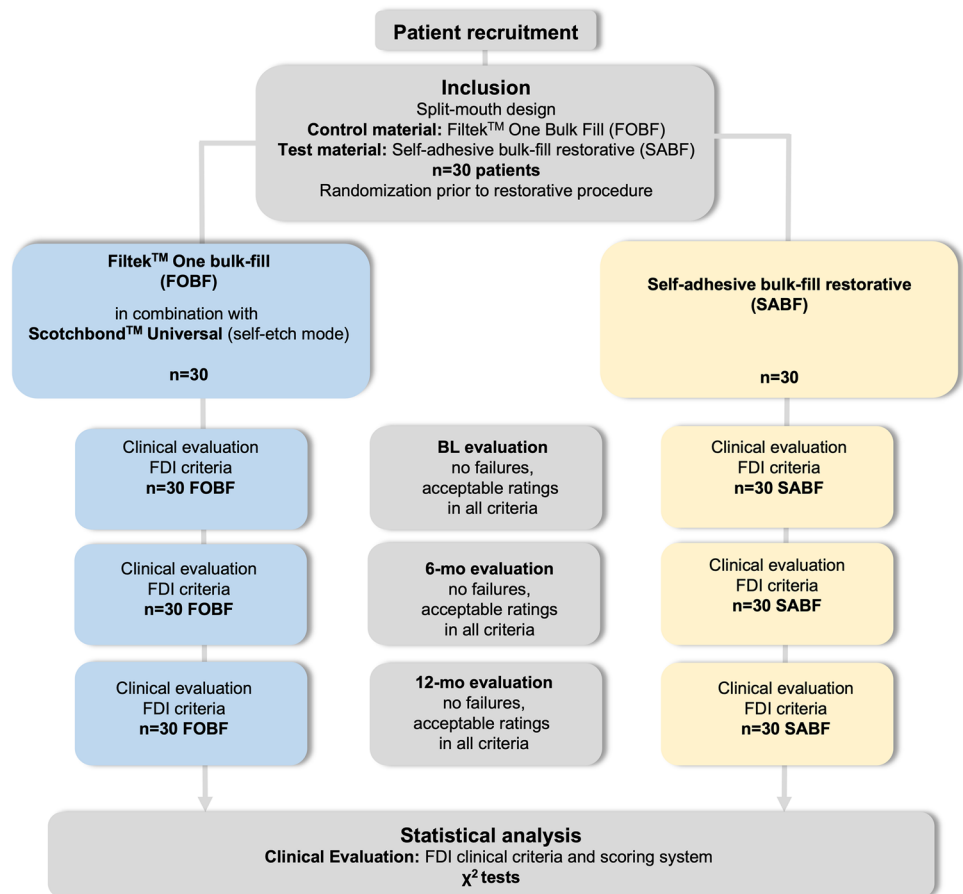 Patient recruitment
Inclusion
Split-mouth design
Control material: Filtek™ One Bulk Fill (FOBF)
Test material: Self-adhesive bulk-fill restorative (SABF)
n=30 patients
Randomization prior to restorative procedure
Filtek™ One bulk-fill
(FOBF)
in combination with
Scotchbond™ Universal (self-etch mode)
n=30
Self-adhesive bulk-fill restorative
(SABF)
n=30
Clinical evaluation
FDI criteria
n=30 FOBF
BL evaluation
no failures,
acceptable ratings
in all criteria
Clinical evaluation
FDI criteria
n=30 SABF
Clinical evaluation
FDI criteria
n=30 FOBF
6-mo evaluation
no failures,
acceptable ratings
in all criteria
Clinical evaluation
FDI criteria
n=30 SABF
Clinical evaluation
FDI criteria
n=30 FOBF
12-mo evaluation
no failures,
acceptable ratings
in all criteria
Clinical evaluation
FDI criteria
n=30 SABF
Statistical analysis
Clinical Evaluation: FDI clinical criteria and scoring system
χ² tests